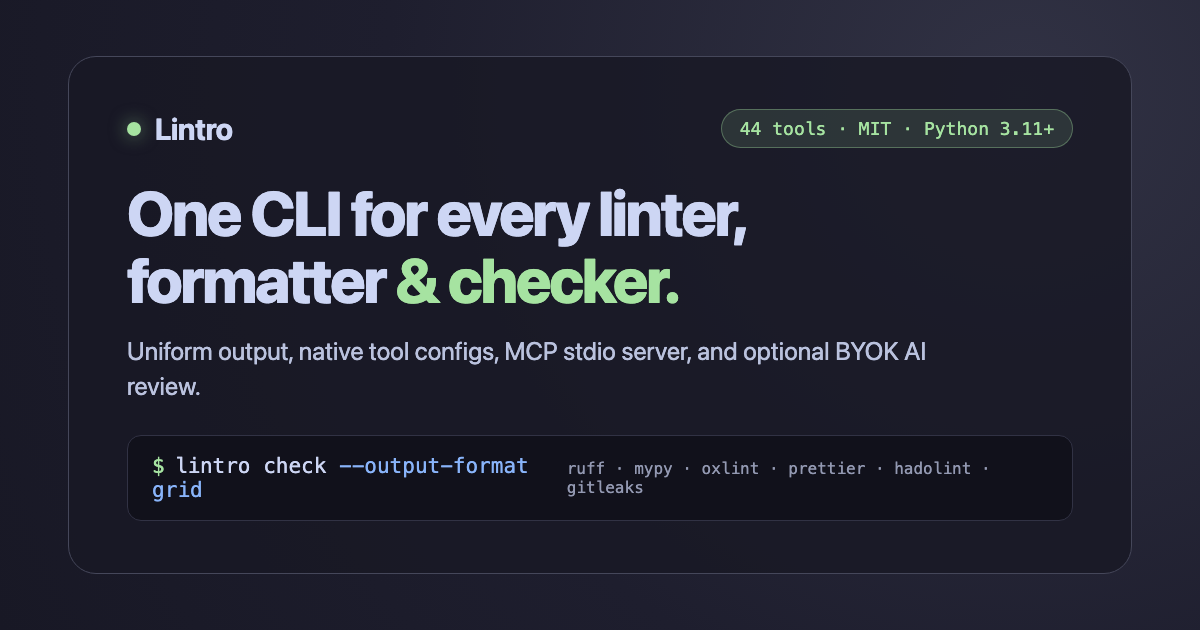 Lintro
44 tools · MIT · Python 3.11+
One CLI for every linter,
formatter & checker.
Uniform output, native tool configs, MCP stdio server, and optional BYOK AI
review.
$ lintro check --output-format
grid
ruff · mypy · oxlint · prettier · hadolint ·
gitleaks